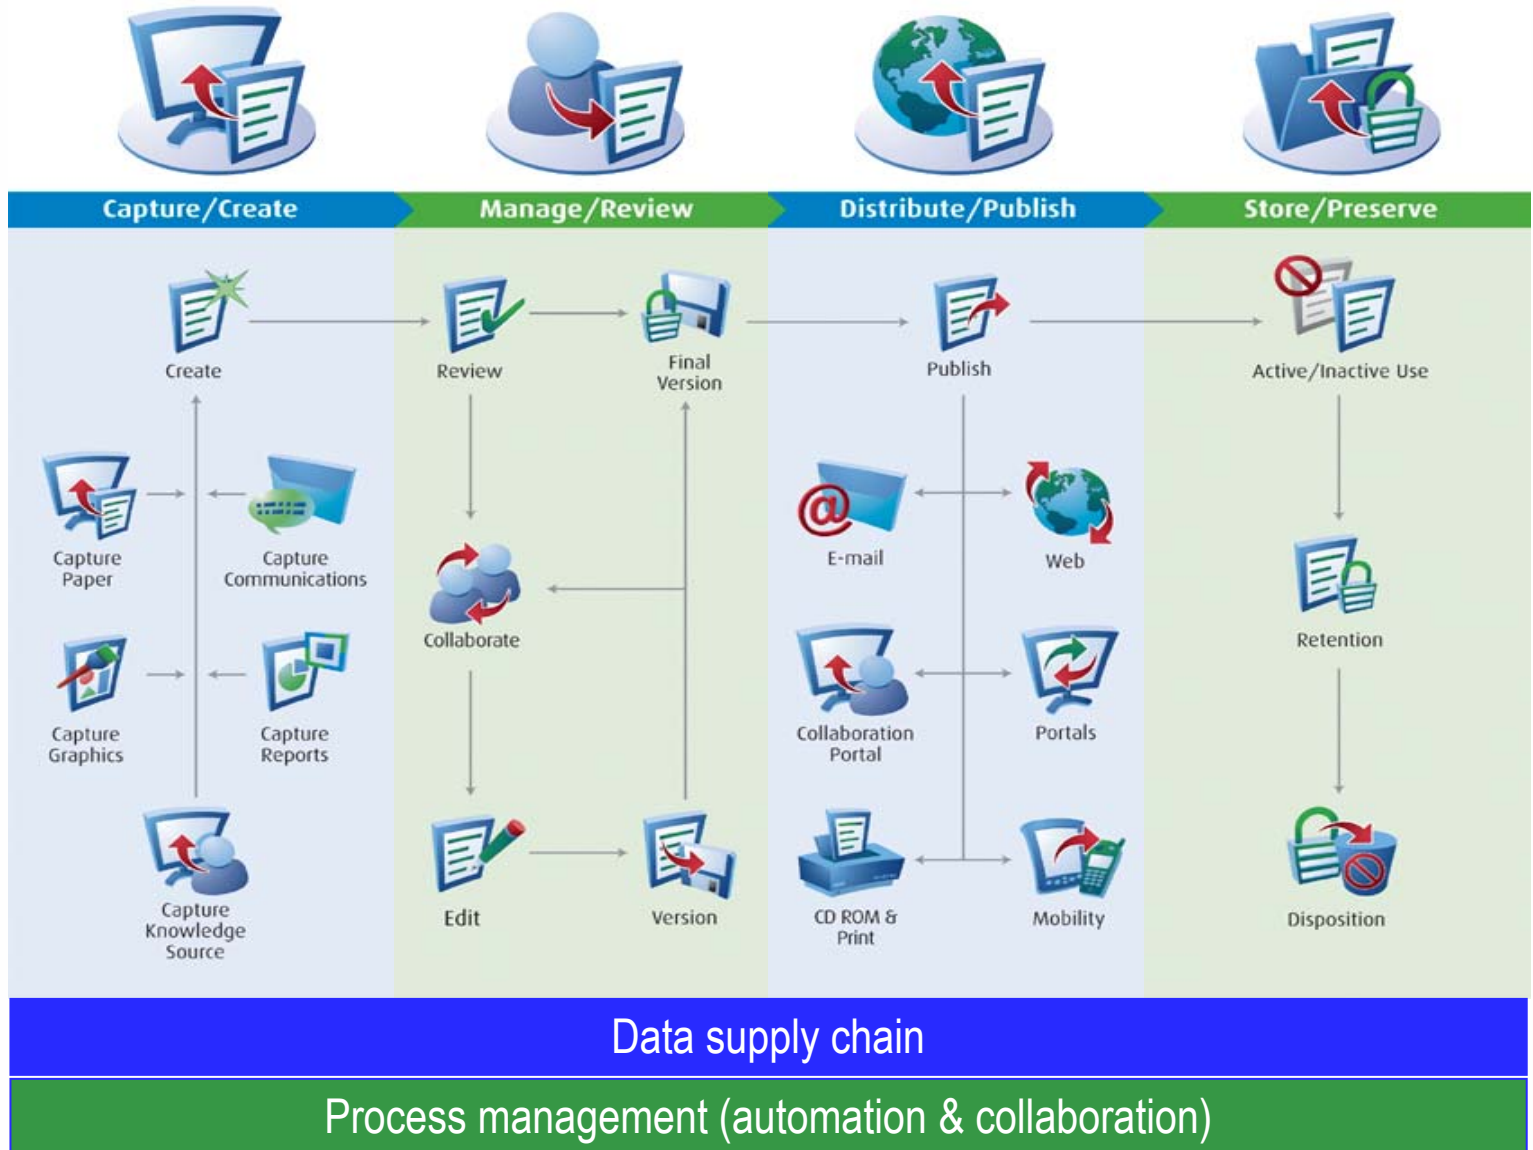 Capture/Create
Manage/Review
Distribute/Publish
Store/Preserve
Create
Capture
Paper
Capture
Communications
Capture
Graphics
Capture
Reports
Capture
Knowledge
Source
Review
Final
Version
Collaborate
Edit
Version
Publish
E-mail
Web
Collaboration
Portal
Portals
CD ROM &
Print
Mobility
Active/Inactive Use
Retention
Disposition
Data supply chain
Process management (automation & collaboration)